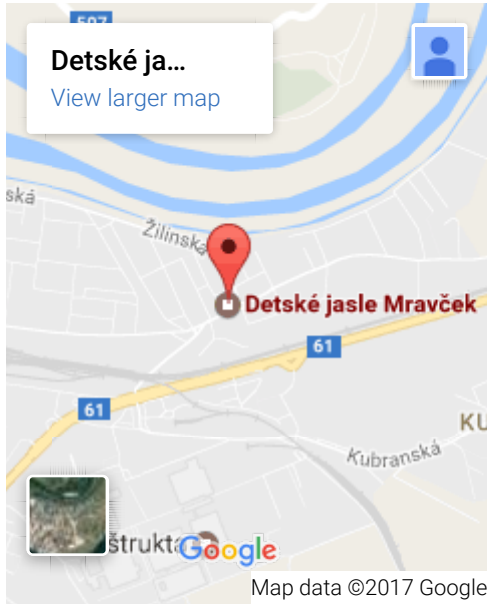 507
Detské ja...
View larger map
ská
Žilinská
Detské jasle Mravček
61
61
KU
Kubranská
štrukta
Google
Map data ©2017 Google